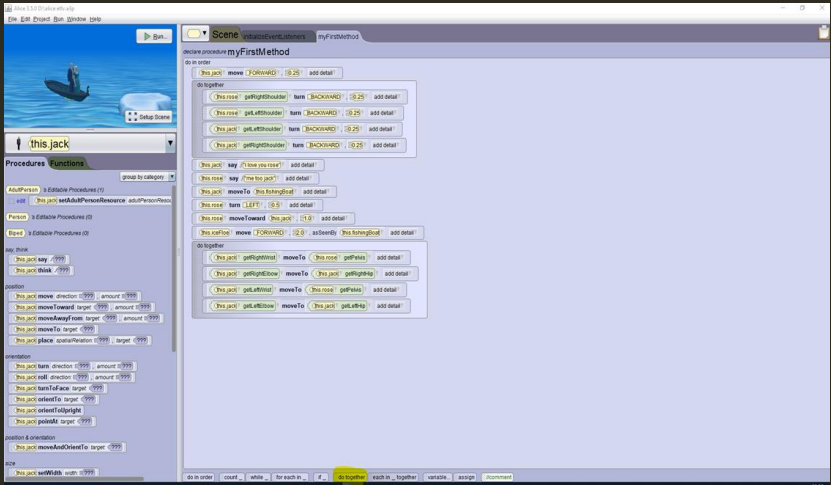 Alice 3.5.0
File Edit Project Run Window Help
Run...
Setup Scene
this.jack
Procedures Functions
group by category
AdultPerson 's Editable Procedures (1)
edit this.jack setAdultPersonResource adultPersonResou
Person 's Editable Procedures (0)
Biped 's Editable Procedures (0)
say, think
this.jack say ???
this.jack think ???
position
this.jack move direction: ???, amount: ???
this.jack moveToward target: ???, amount: ???
this.jack moveAwayFrom target: ???, amount: ???
this.jack moveTo target: ???
this.jack place spatialRelation: ???, target: ???
orientation
this.jack turn direction: ???, amount: ???
this.jack roll direction: ???, amount: ???
this.jack turnToFace target: ???
this.jack orientTo target: ???
this.jack orientToUpright
this.jack pointAt target: ???
position & orientation
this.jack moveAndOrientTo target: ???
size
this.jack setWidth width: ???
Scene initializeEventListeners myFirstMethod
declare procedure myFirstMethod
do in order
this.jack move FORWARD, 0.25 add detail
do together
this.rose getRightShoulder turn BACKWARD, 0.25 add detail
this.rose getLeftShoulder turn BACKWARD, 0.25 add detail
this.jack getLeftShoulder turn BACKWARD, 0.25 add detail
this.jack getRightShoulder turn BACKWARD, 0.25 add detail
this.jack say "i love you rose" add detail
this.rose say "me too jack" add detail
this.jack moveTo this.fishingBoat add detail
this.rose turn LEFT, 0.5 add detail
this.rose moveToward this.jack, 1.0 add detail
this.iceFloe move FORWARD, 2.0, asSeenBy this.fishingBoat add detail
do together
this.jack getRightWrist moveTo this.rose getPelvis add detail
this.jack getRightElbow moveTo this.jack getRightHip add detail
this.jack getLeftWrist moveTo this.rose getPelvis add detail
this.jack getLeftElbow moveTo this.jack getLeftHip add detail
do in order count _ while _ for each in _ if _ do together each in _ together variable... assign //comment